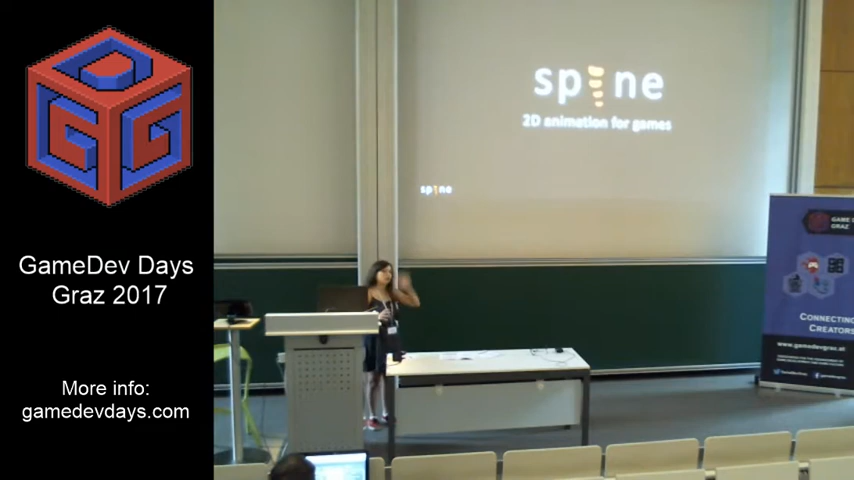 D
G
G
GameDev Days
Graz 2017
More info:
gamedevdays.com
spine
2D animation for games
spine
GAME
GRAZ
CONNECTING
CREATORS
www.gamedevgraz.at